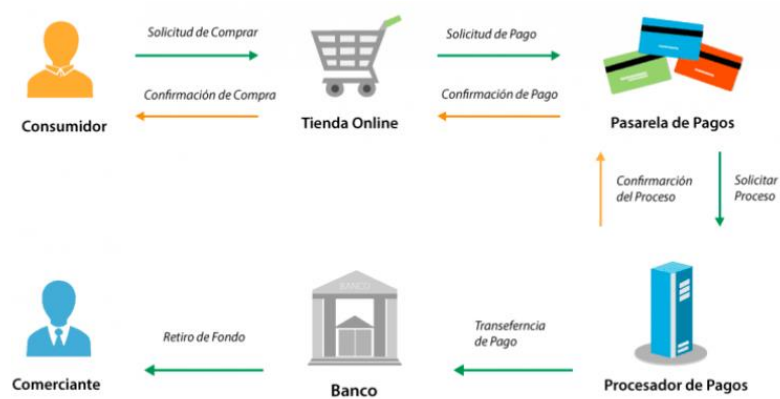 Solicitud de Comprar
Solicitud de Pago
Confirmación de Compra
Confirmación de Pago
Consumidor
Tienda Online
Pasarela de Pagos
Confirmarción
del Proceso
Solicitar
Proceso
BANCO
Retiro de Fondo
Transeferncia
de Pago
Comerciante
Banco
Procesador de Pagos